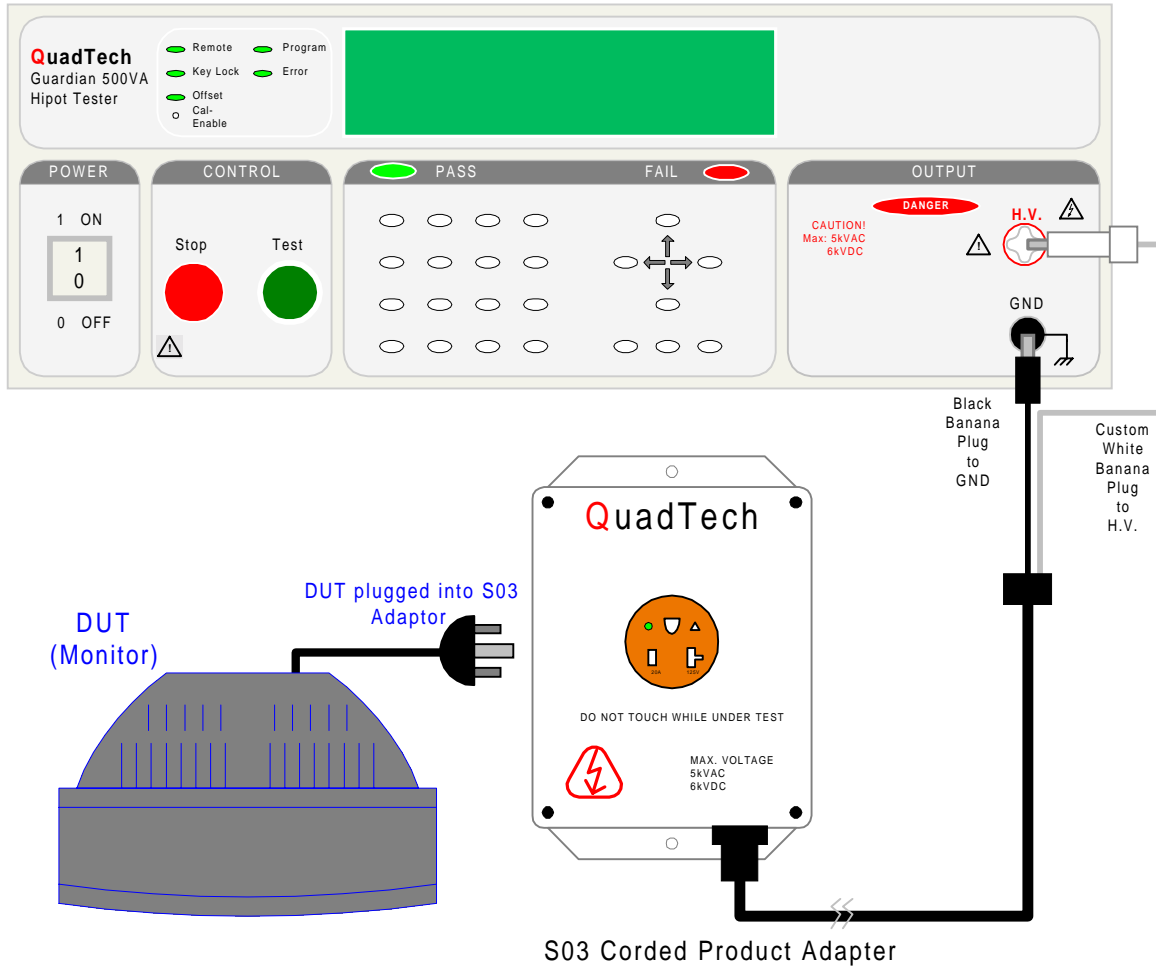 QuadTech
Guardian 500VA
Hipot Tester
Remote
Program
Key Lock
Error
Offset
Cal-
Enable
POWER
1 ON
1
0
0 OFF
CONTROL
Stop
Test
PASS
FAIL
OUTPUT
DANGER
CAUTION!
Max: 5kVAC
6kVDC
H.V.
GND
Black
Banana
Plug
to
GND
Custom
White
Banana
Plug
to
H.V.
QuadTech
20A
125V
DO NOT TOUCH WHILE UNDER TEST
MAX. VOLTAGE
5kVAC
6kVDC
DUT plugged into S03
Adaptor
DUT
(Monitor)
S03 Corded Product Adapter